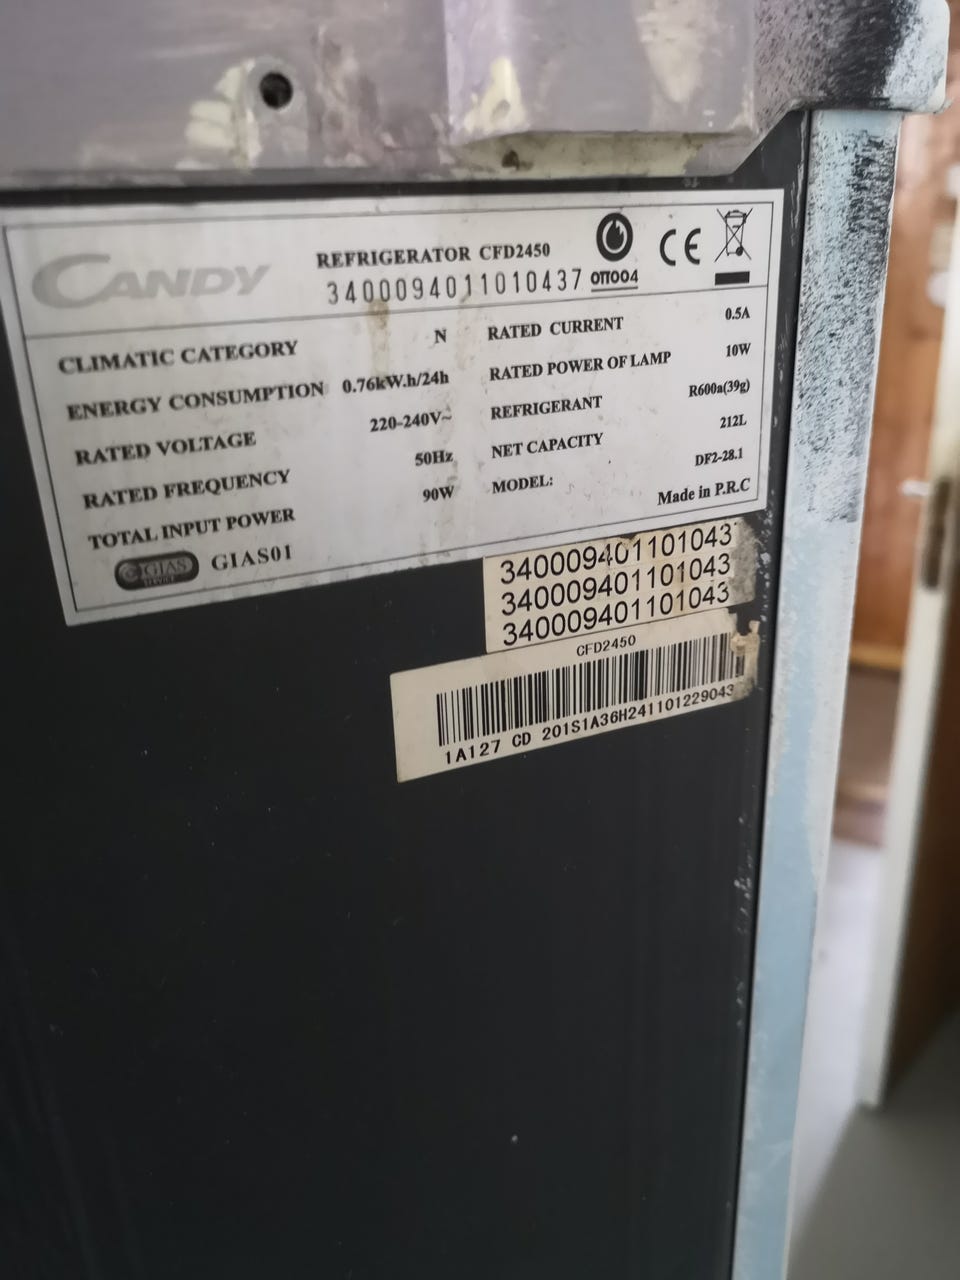 CANDY
REFRIGERATOR CFD2450
3400094011010437
OTT004
CE
CLIMATIC CATEGORY N
ENERGY CONSUMPTION 0.76kW.h/24h
RATED VOLTAGE 220-240V~
RATED FREQUENCY 50Hz
TOTAL INPUT POWER 90W
RATED CURRENT 0.5A
RATED POWER OF LAMP 10W
REFRIGERANT R600a(39g)
NET CAPACITY 212L
MODEL: DF2-28.1
Made in P.R.C
GIAS SERVICE GIAS01
340009401101043
340009401101043
340009401101043
CFD2450
1A127 CD 201S1A36H241101229043